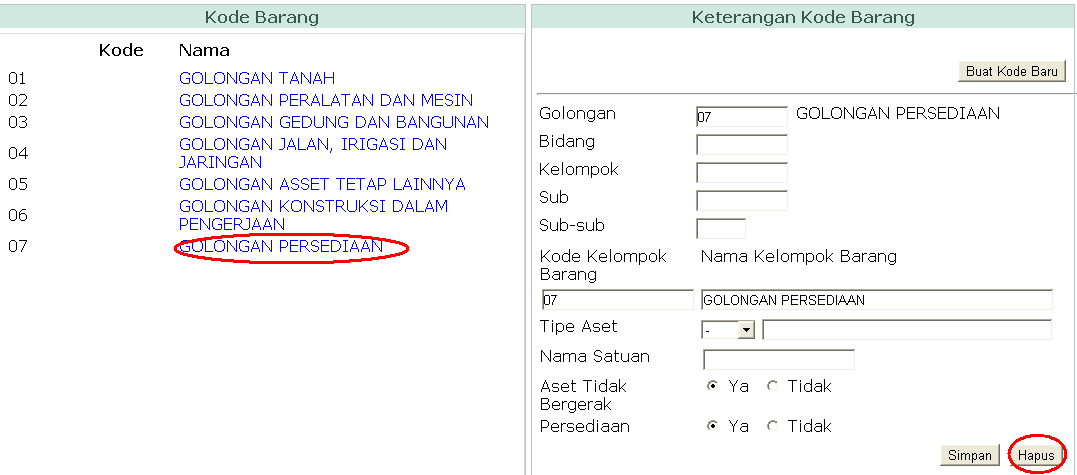 Kode Barang
Kode Nama
01 GOLONGAN TANAH
02 GOLONGAN PERALATAN DAN MESIN
03 GOLONGAN GEDUNG DAN BANGUNAN
04 GOLONGAN JALAN, IRIGASI DAN
JARINGAN
05 GOLONGAN ASSET TETAP LAINNYA
06 GOLONGAN KONSTRUKSI DALAM
PENGERJAAN
07 GOLONGAN PERSEDIAAN
Keterangan Kode Barang
Buat Kode Baru
Golongan 07 GOLONGAN PERSEDIAAN
Bidang
Kelompok
Sub
Sub-sub
Kode Kelompok Nama Kelompok Barang
Barang
07 GOLONGAN PERSEDIAAN
Tipe Aset -
Nama Satuan
Aset Tidak Ya Tidak
Bergerak
Persediaan Ya Tidak
Simpan Hapus